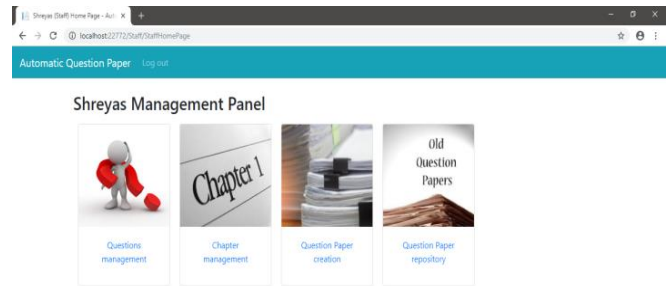 Shreyas (Staff) Home Page - Aut
localhost:22772/Staff/StaffHomePage
Automatic Question Paper Log out
Shreyas Management Panel
Chapter 1
Old
Question
Papers
Questions
management
Chapter
management
Question Paper
creation
Question Paper
repository